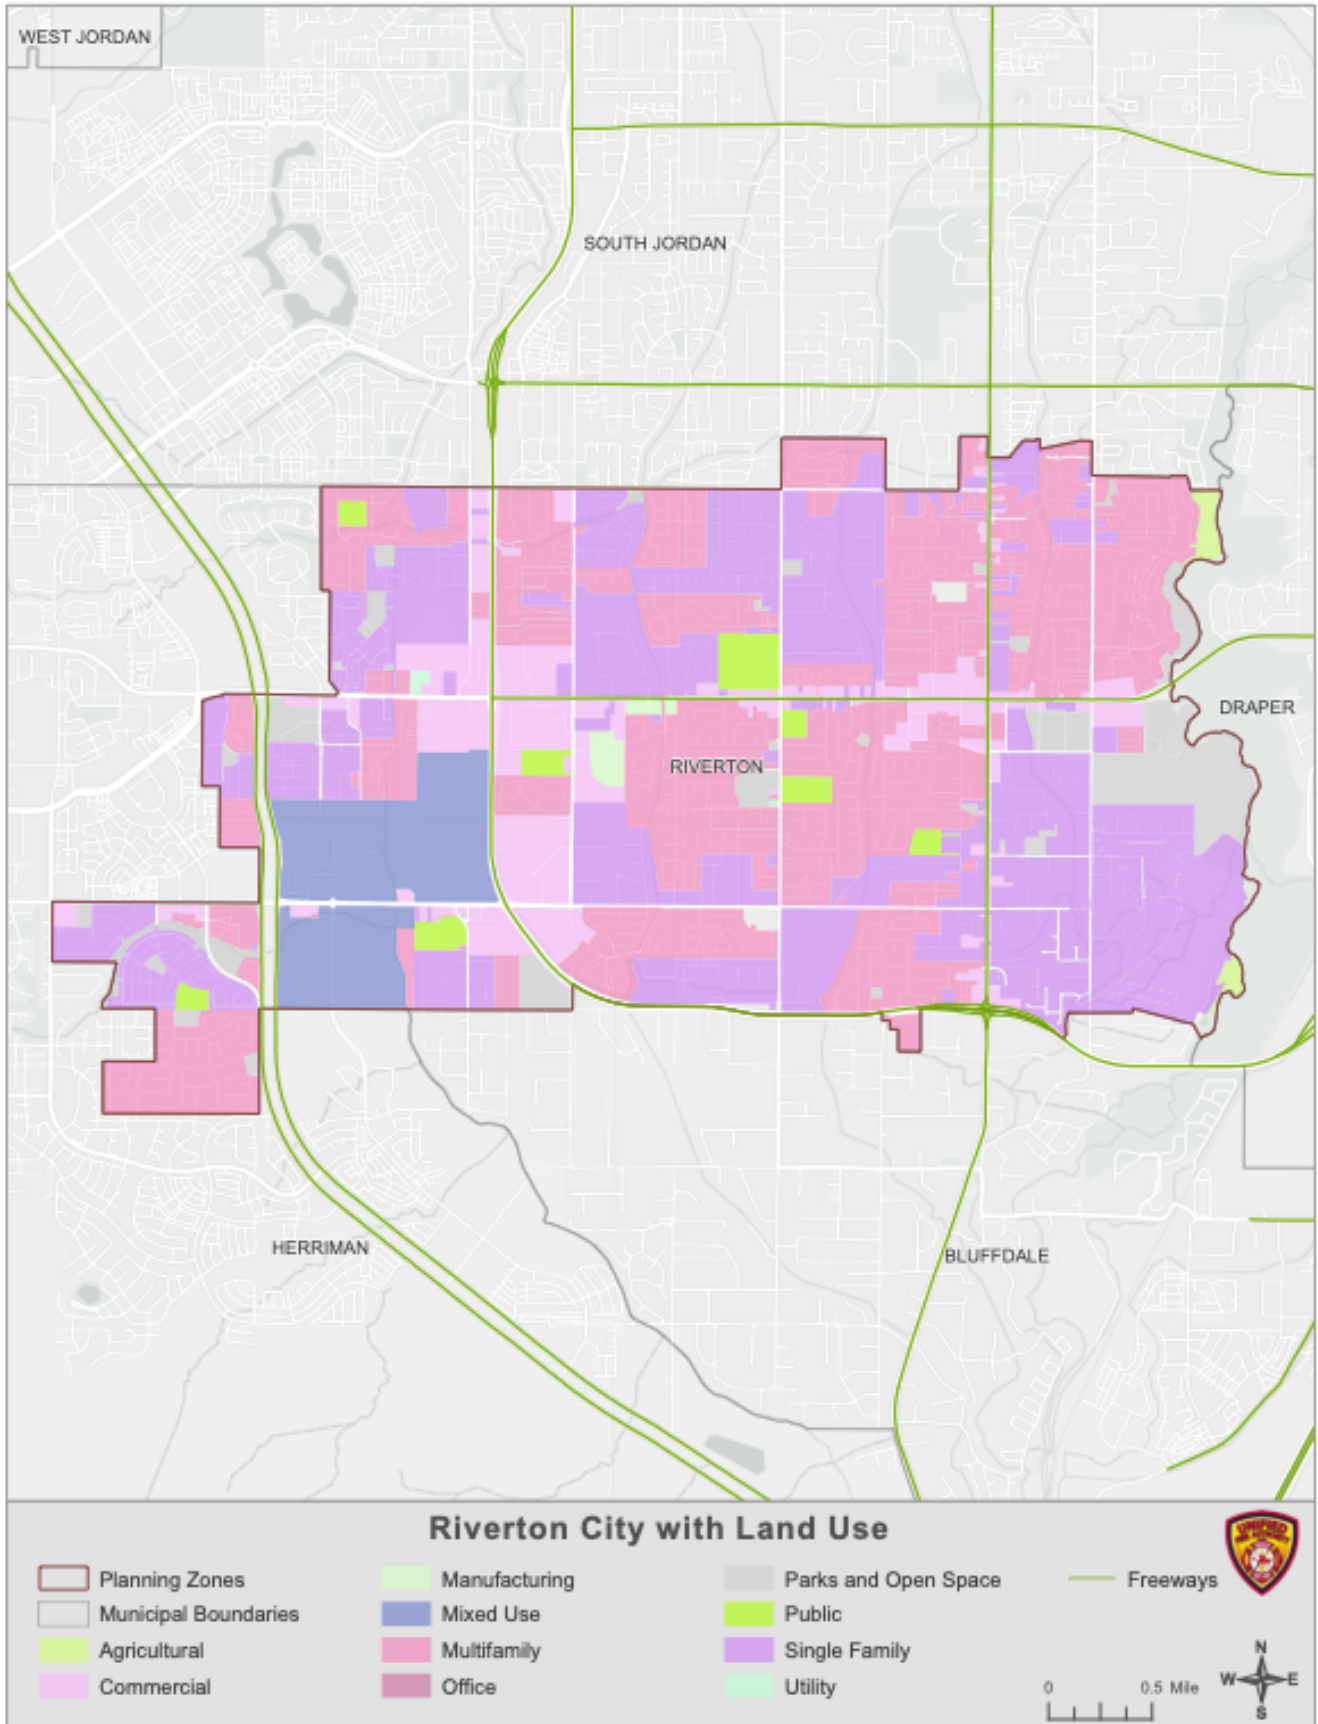 WEST JORDAN
SOUTH JORDAN
DRAPER
RIVERTON
HERRIMAN
BLUFFDALE
Riverton City with Land Use
UNIFIED
Planning Zones
Municipal Boundaries
Agricultural
Commercial
Manufacturing
Mixed Use
Multifamily
Office
Parks and Open Space
Public
Single Family
Utility
Freeways
0 0.5 Mile
N
W E
S